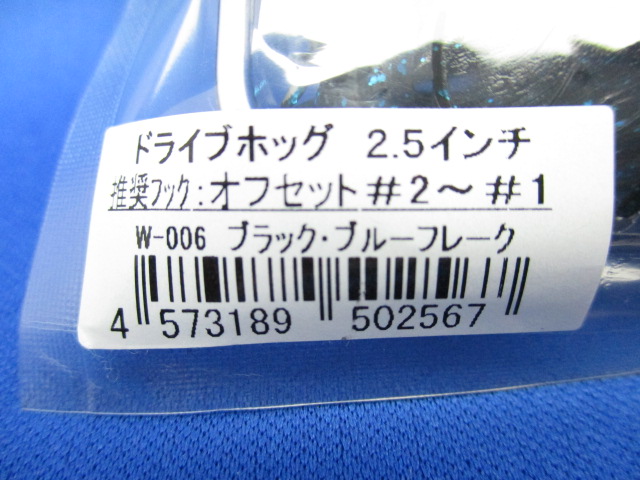 ドライブホッグ 2.5インチ
推奨フック:オフセット#2～#1
W-006 ブラック・ブルーフレーク
4 573189 502567